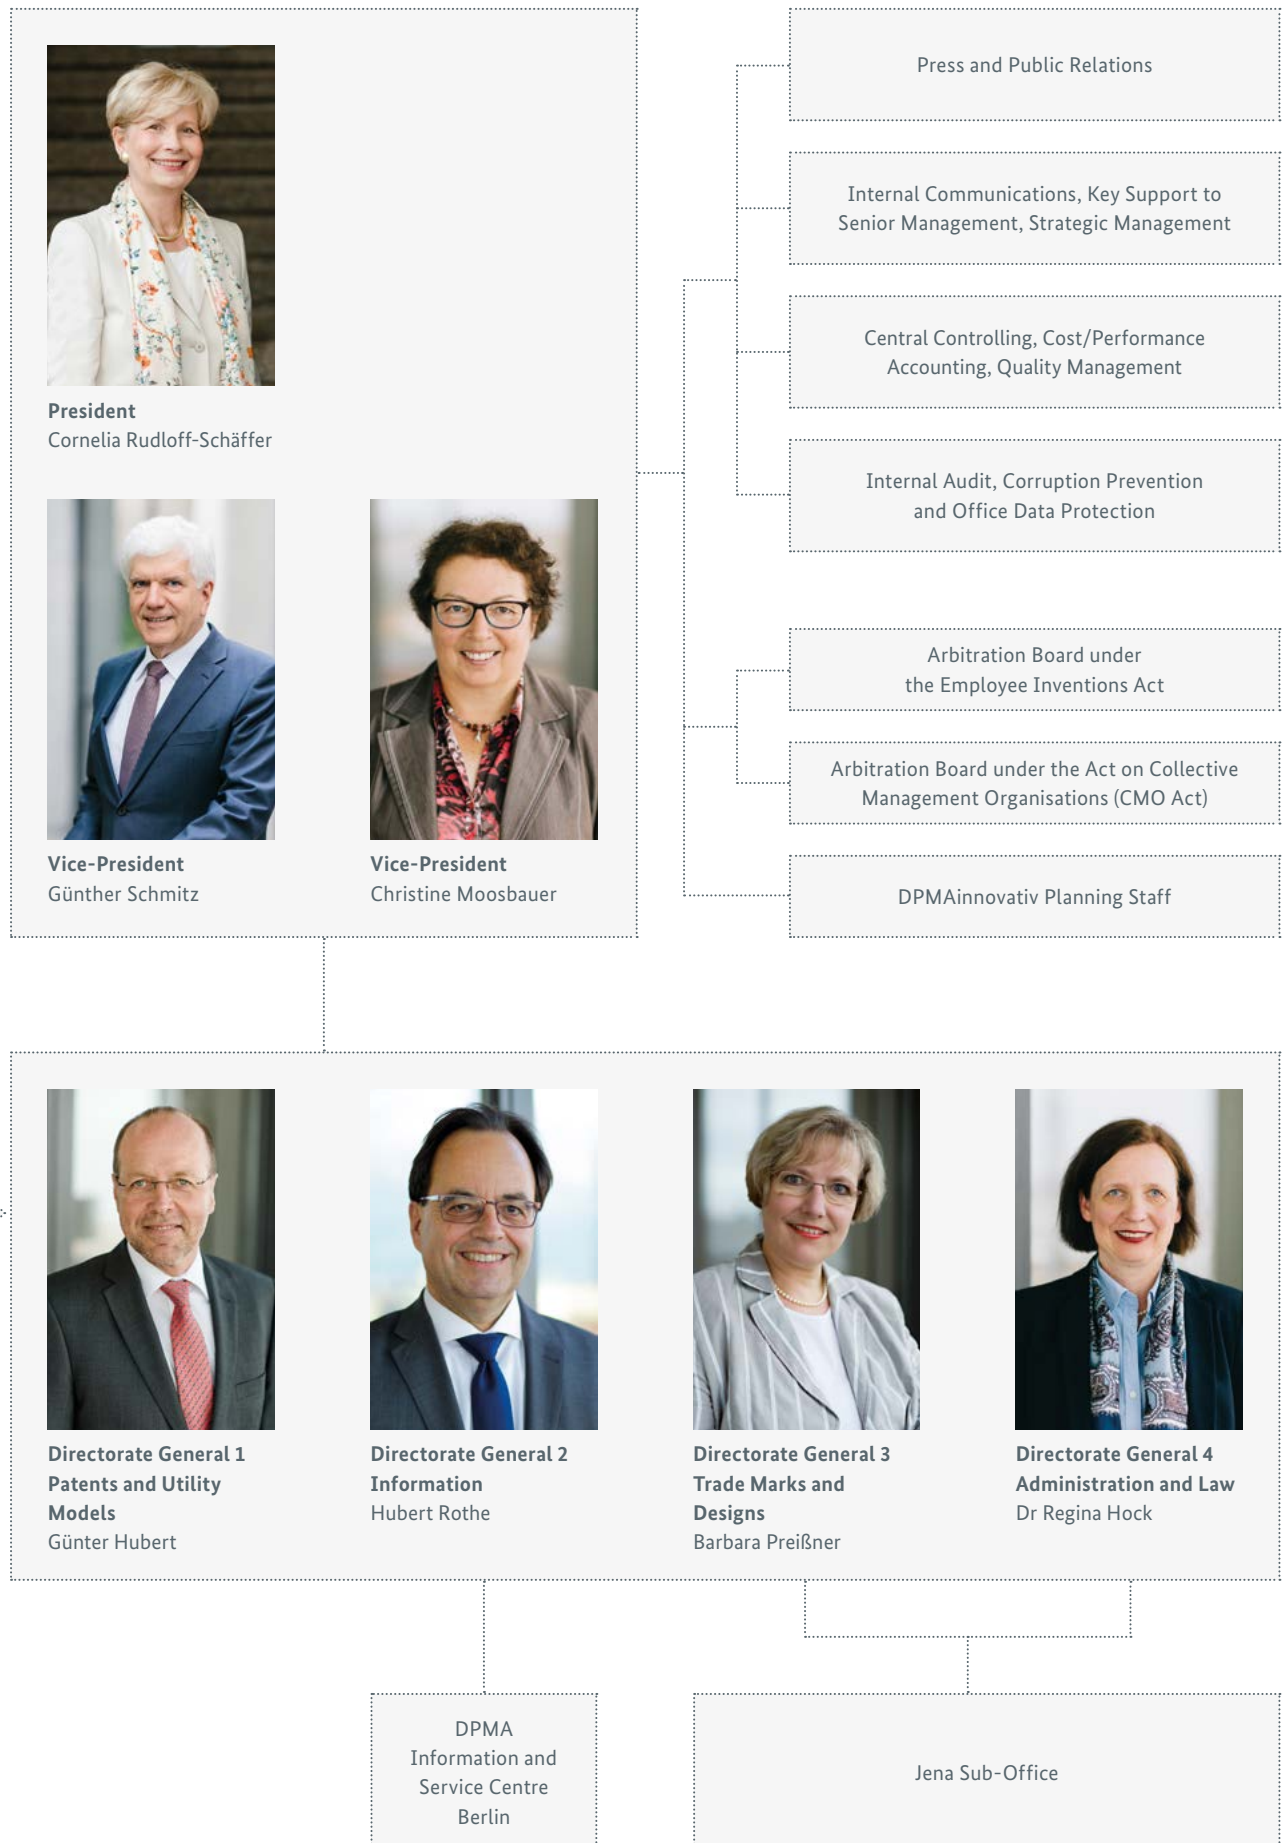 President
Cornelia Rudloff-Schäffer
Vice-President
Günther Schmitz
Vice-President
Christine Moosbauer
Press and Public Relations
Internal Communications, Key Support to
Senior Management, Strategic Management
Central Controlling, Cost/Performance
Accounting, Quality Management
Internal Audit, Corruption Prevention
and Office Data Protection
Arbitration Board under
the Employee Inventions Act
Arbitration Board under the Act on Collective
Management Organisations (CMO Act)
DPMAinnovativ Planning Staff
Directorate General 1
Patents and Utility
Models
Günter Hubert
Directorate General 2
Information
Hubert Rothe
Directorate General 3
Trade Marks and
Designs
Barbara Preißner
Directorate General 4
Administration and Law
Dr Regina Hock
DPMA
Information and
Service Centre
Berlin
Jena Sub-Office